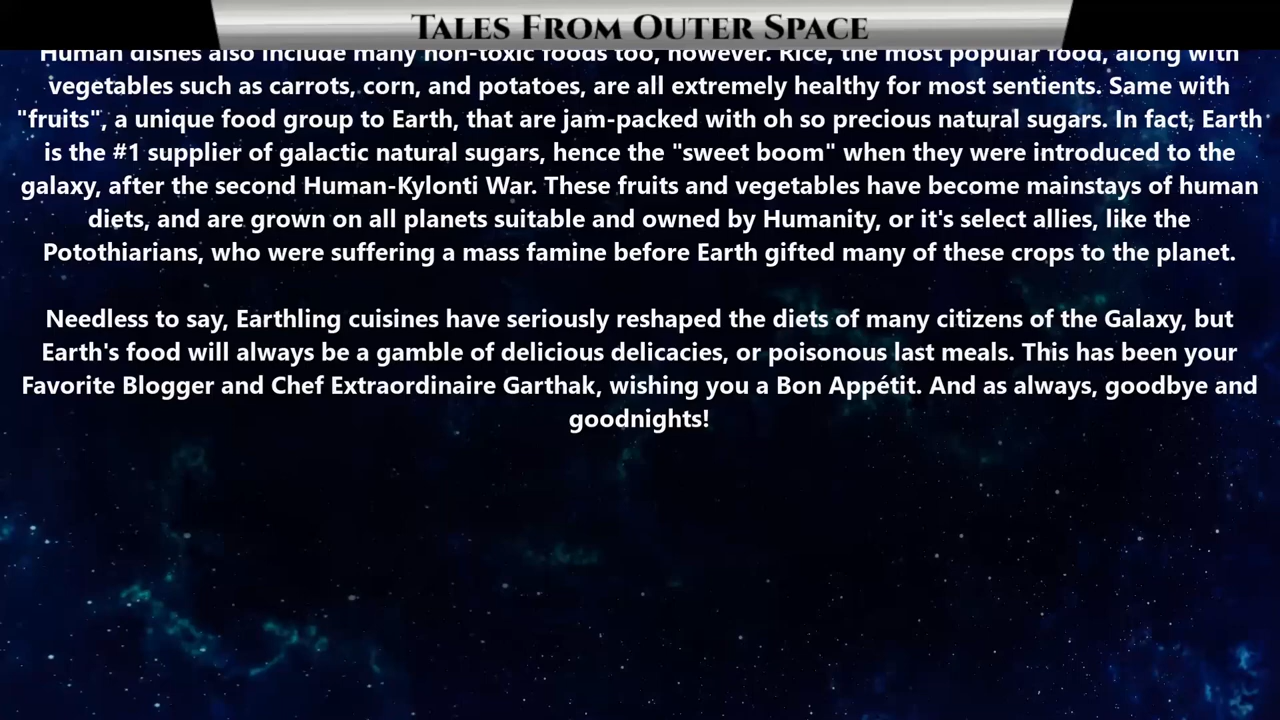 Tales From Outer Space
Human dishes also include many non-toxic foods too, however. Rice, the most popular food, along with
vegetables such as carrots, corn, and potatoes, are all extremely healthy for most sentients. Same with
"fruits", a unique food group to Earth, that are jam-packed with oh so precious natural sugars. In fact, Earth
is the #1 supplier of galactic natural sugars, hence the "sweet boom" when they were introduced to the
galaxy, after the second Human-Kylonti War. These fruits and vegetables have become mainstays of human
diets, and are grown on all planets suitable and owned by Humanity, or it's select allies, like the
Potothiarians, who were suffering a mass famine before Earth gifted many of these crops to the planet.
Needless to say, Earthling cuisines have seriously reshaped the diets of many citizens of the Galaxy, but
Earth's food will always be a gamble of delicious delicacies, or poisonous last meals. This has been your
Favorite Blogger and Chef Extraordinaire Garthak, wishing you a Bon Appétit. And as always, goodbye and
goodnights!